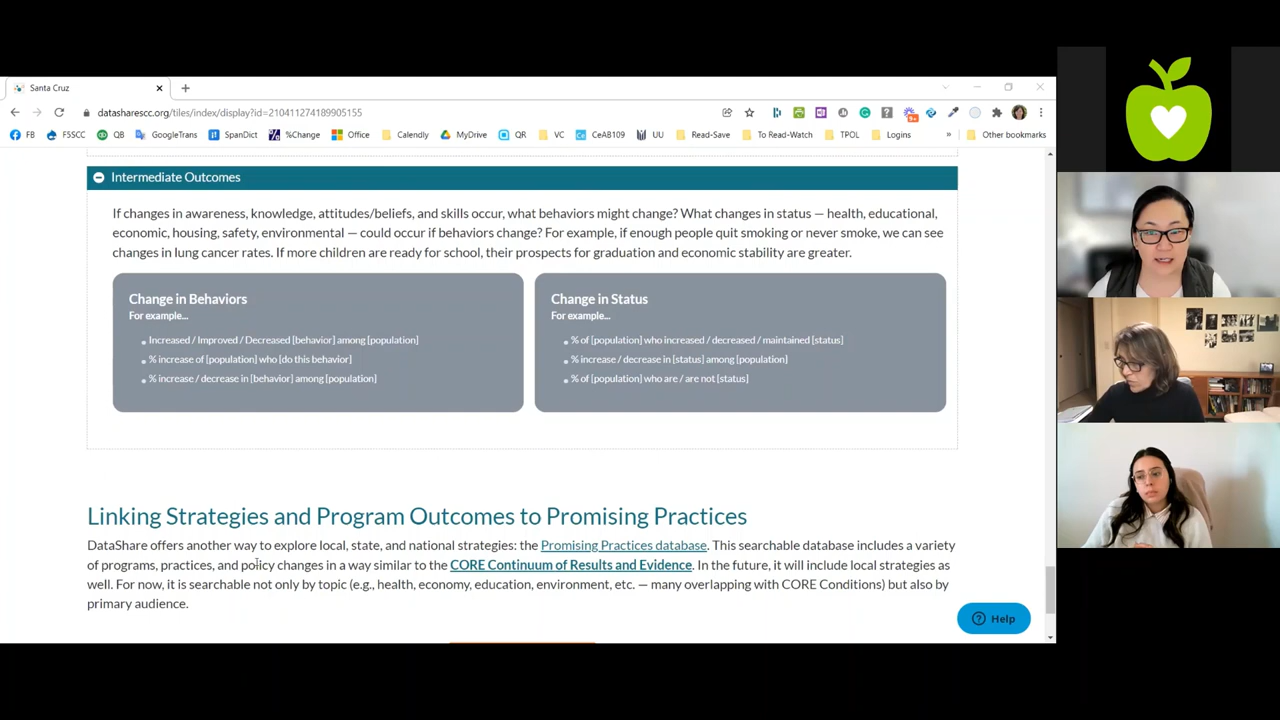 Santa Cruz
datasharescc.org/tiles/index/display?id=210411274189905155
FB
F5SCC
QB
GoogleTrans
SpanDict
%Change
Office
Calendly
MyDrive
QR
VC
CeAB109
UU
Read-Save
To Read-Watch
TPOL
Logins
»
Other bookmarks
Intermediate Outcomes
If changes in awareness, knowledge, attitudes/beliefs, and skills occur, what behaviors might change? What changes in status — health, educational,
economic, housing, safety, environmental — could occur if behaviors change? For example, if enough people quit smoking or never smoke, we can see
changes in lung cancer rates. If more children are ready for school, their prospects for graduation and economic stability are greater.
Change in Behaviors
For example...
Increased / Improved / Decreased [behavior] among [population]
% increase of [population] who [do this behavior]
% increase / decrease in [behavior] among [population]
Change in Status
For example...
% of [population] who increased / decreased / maintained [status]
% increase / decrease in [status] among [population]
% of [population] who are / are not [status]
Linking Strategies and Program Outcomes to Promising Practices
DataShare offers another way to explore local, state, and national strategies: the Promising Practices database. This searchable database includes a variety
of programs, practices, and policy changes in a way similar to the CORE Continuum of Results and Evidence. In the future, it will include local strategies as
well. For now, it is searchable not only by topic (e.g., health, economy, education, environment, etc. — many overlapping with CORE Conditions) but also by
primary audience.
Help